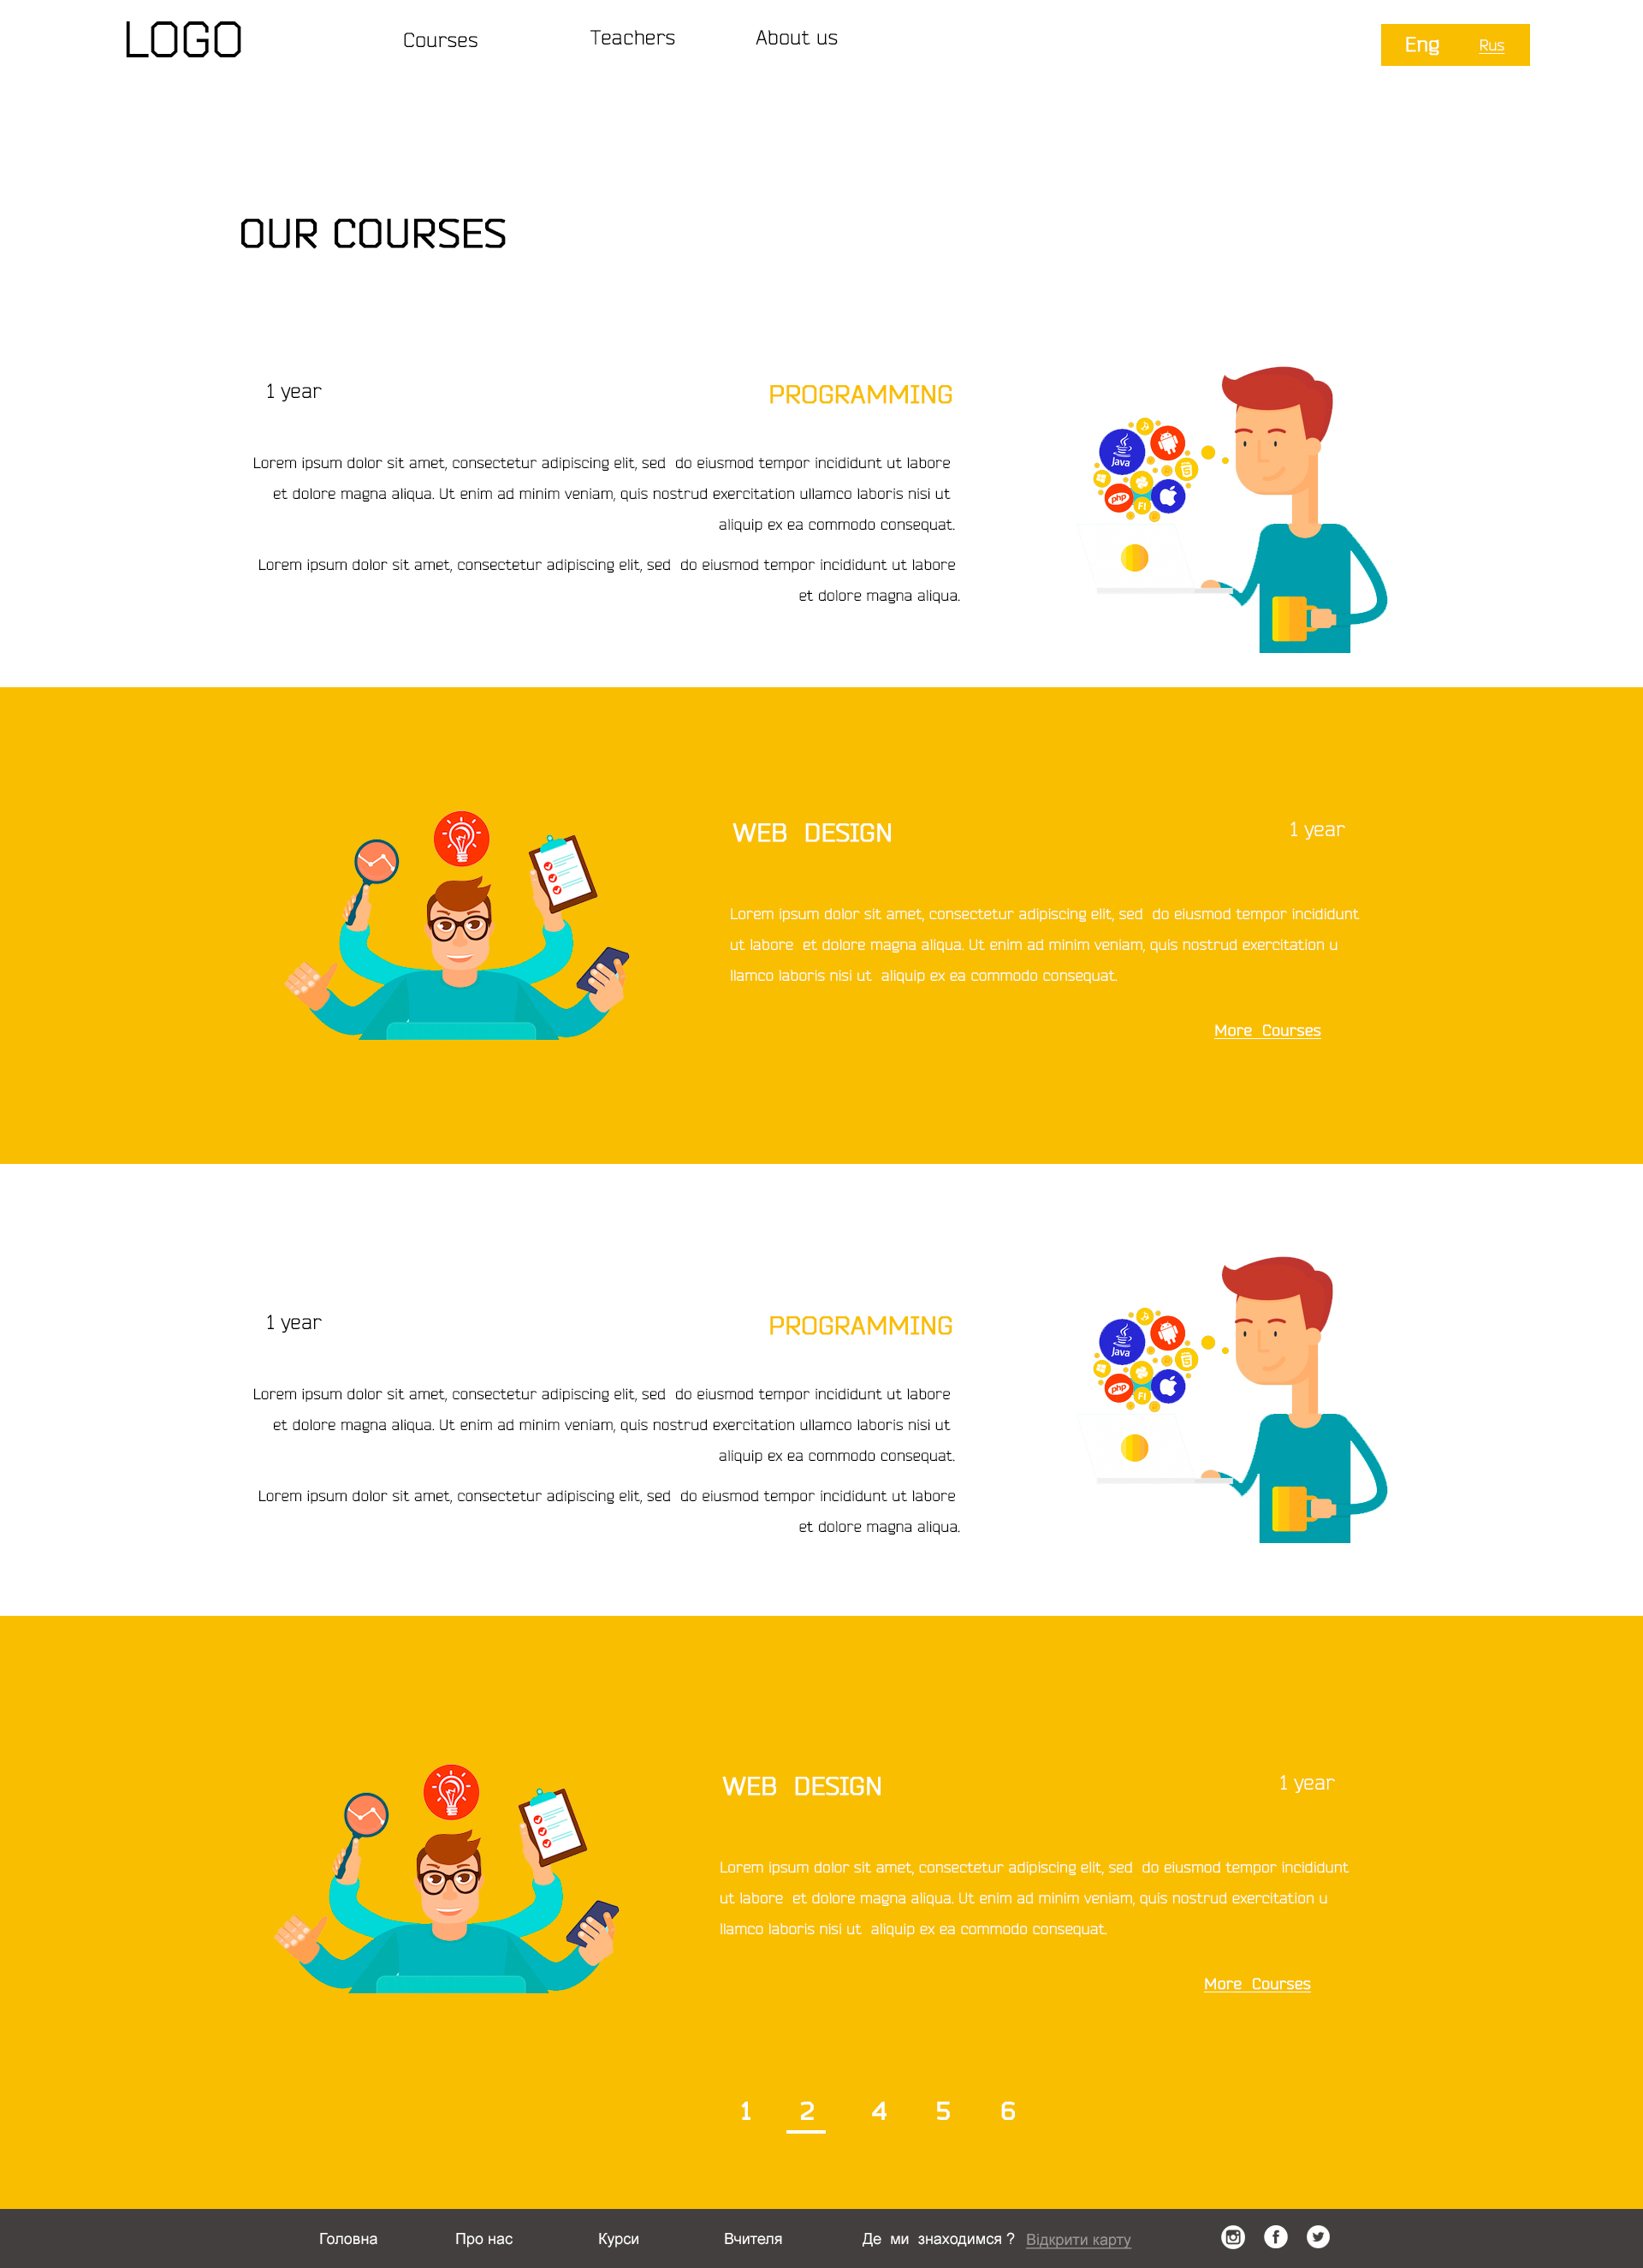 LOGO
Courses
Teachers
About us
Eng
Rus
OUR COURSES
1 year
PROGRAMMING
Lorem ipsum dolor sit amet, consectetur adipiscing elit, sed do eiusmod tempor incididunt ut labore
et dolore magna aliqua. Ut enim ad minim veniam, quis nostrud exercitation ullamco laboris nisi ut
aliquip ex ea commodo consequat.
Lorem ipsum dolor sit amet, consectetur adipiscing elit, sed do eiusmod tempor incididunt ut labore
et dolore magna aliqua.
Java
php
FI
WEB DESIGN
1 year
Lorem ipsum dolor sit amet, consectetur adipiscing elit, sed do eiusmod tempor incididunt
ut labore et dolore magna aliqua. Ut enim ad minim veniam, quis nostrud exercitation u
llamco laboris nisi ut aliquip ex ea commodo consequat.
More Courses
1 year
PROGRAMMING
Lorem ipsum dolor sit amet, consectetur adipiscing elit, sed do eiusmod tempor incididunt ut labore
et dolore magna aliqua. Ut enim ad minim veniam, quis nostrud exercitation ullamco laboris nisi ut
aliquip ex ea commodo consequat.
Lorem ipsum dolor sit amet, consectetur adipiscing elit, sed do eiusmod tempor incididunt ut labore
et dolore magna aliqua.
Java
php
FI
WEB DESIGN
1 year
Lorem ipsum dolor sit amet, consectetur adipiscing elit, sed do eiusmod tempor incididunt
ut labore et dolore magna aliqua. Ut enim ad minim veniam, quis nostrud exercitation u
llamco laboris nisi ut aliquip ex ea commodo consequat.
More Courses
1 2 4 5 6
Головна
Про нас
Курси
Вчителя
Де ми знаходимся ? Відкрити карту